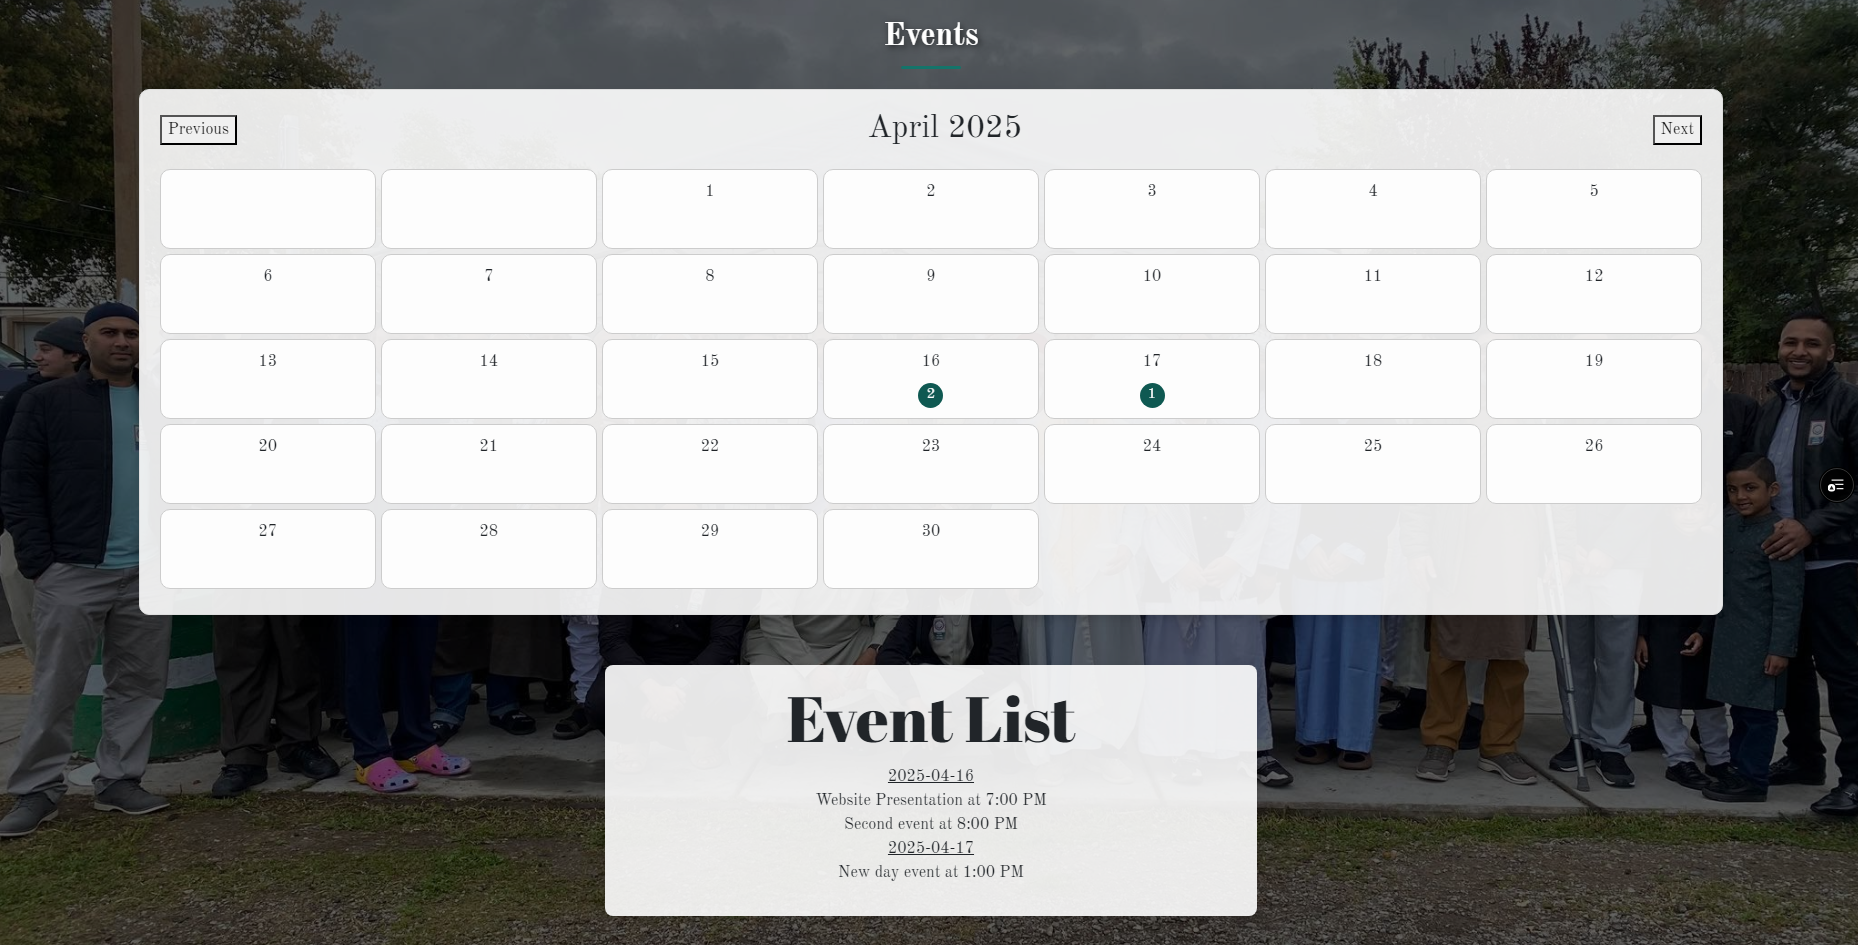 Events
Previous April 2025 Next
1 2 3 4 5
6 7 8 9 10 11 12
13 14 15 16 17 18 19
2 1
20 21 22 23 24 25 26
27 28 29 30
Event List
2025-04-16
Website Presentation at 7:00 PM
Second event at 8:00 PM
2025-04-17
New day event at 1:00 PM